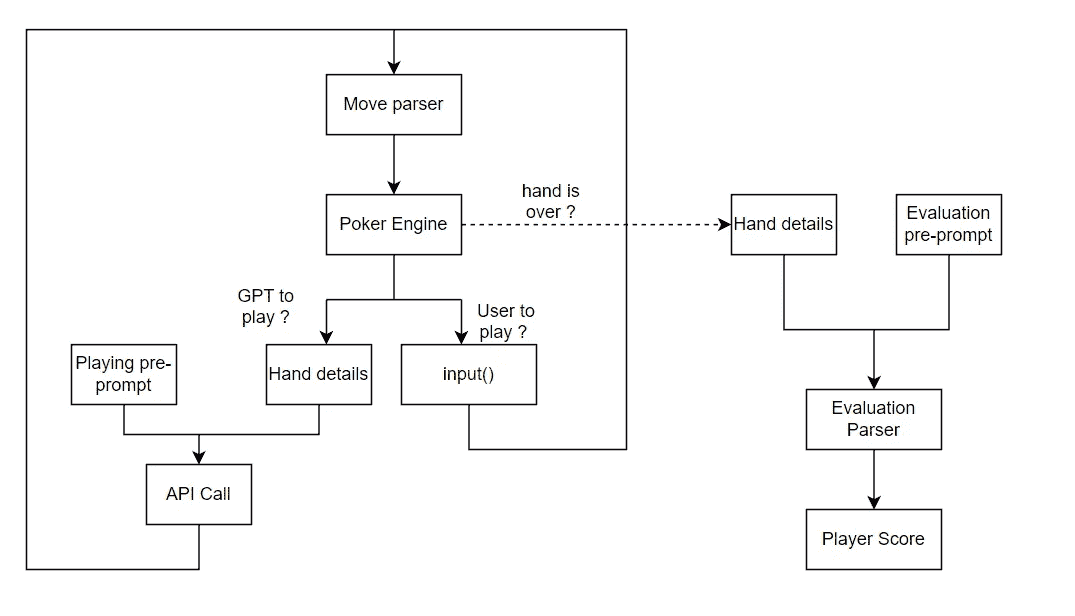 Move parser
Poker Engine
hand is
over ?
Hand details
Evaluation
pre-prompt
GPT to
play ?
User to
play ?
Playing pre-
prompt
Hand details
input()
Evaluation
Parser
API Call
Player Score